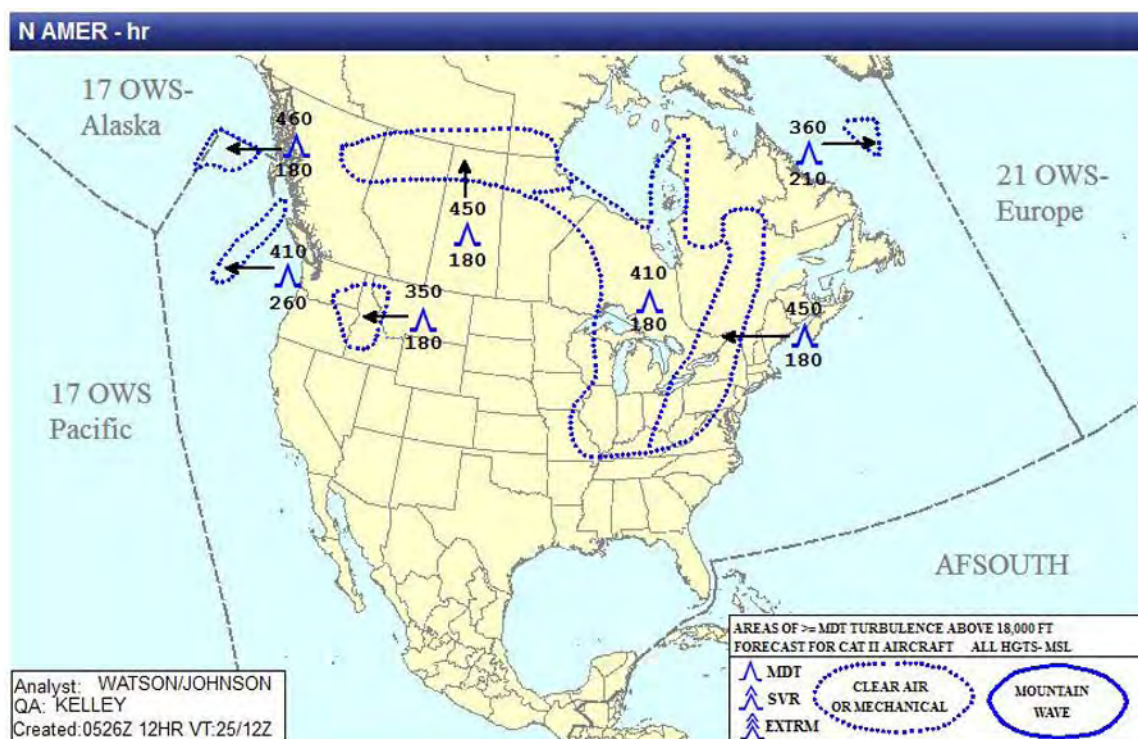 N AMER - hr
17 OWS-
Alaska
460
180
360
210
21 OWS-
Europe
450
180
410
260
350
180
410
180
450
180
17 OWS
Pacific
AFSOUTH
AREAS OF >= MDT TURBULENCE ABOVE 18,000 FT
FORECAST FOR CAT II AIRCRAFT ALL HGTS- MSL
MDT
SVR
EXTRM
CLEAR AIR
OR MECHANICAL
MOUNTAIN
WAVE
Analyst: WATSON/JOHNSON
QA: KELLEY
Created:0526Z 12HR VT:25/12Z